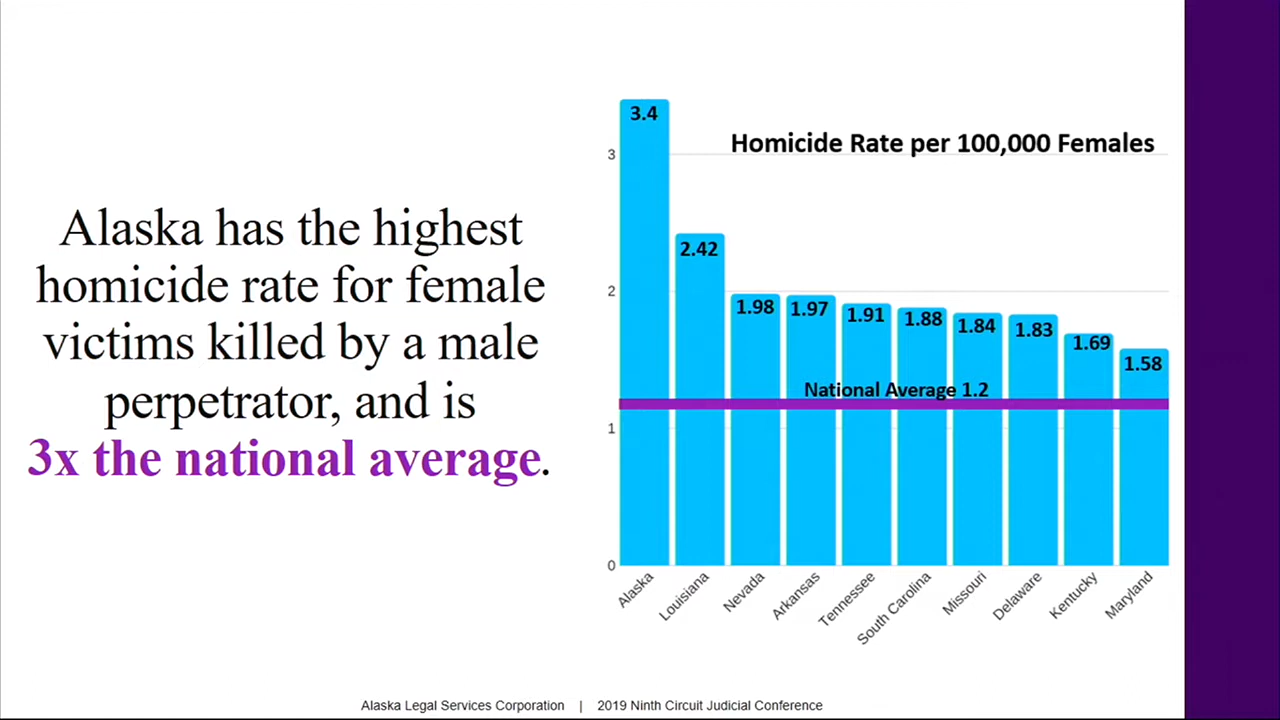 Alaska has the highest
homicide rate for female
victims killed by a male
perpetrator, and is
3x the national average.
Homicide Rate per 100,000 Females
3
2
1
0
3.4
2.42
1.98
1.97
1.91
1.88
1.84
1.83
1.69
1.58
National Average 1.2
Alaska
Louisiana
Nevada
Arkansas
Tennessee
South Carolina
Missouri
Delaware
Kentucky
Maryland
Alaska Legal Services Corporation | 2019 Ninth Circuit Judicial Conference